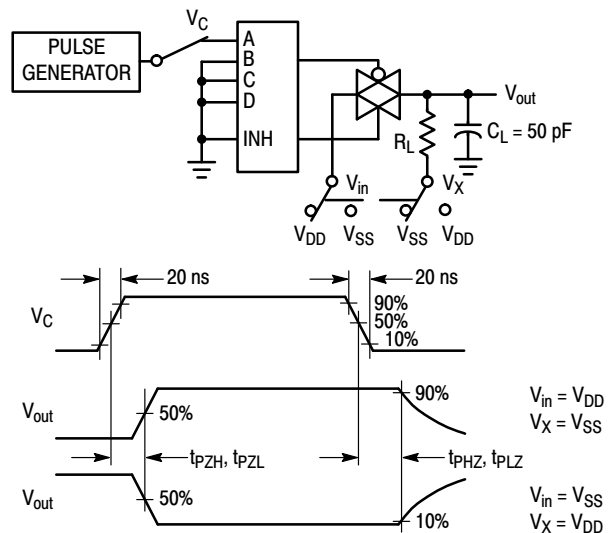 V_C
PULSE
GENERATOR
A
B
C
D
INH
V_out
R_L
C_L = 50 pF
V_in
V_X
V_DD
V_SS
V_SS
V_DD
20 ns
20 ns
V_C
90%
50%
10%
V_out
50%
90%
V_in = V_DD
V_X = V_SS
t_PZH, t_PZL
t_PHZ, t_PLZ
V_out
50%
10%
V_in = V_SS
V_X = V_DD